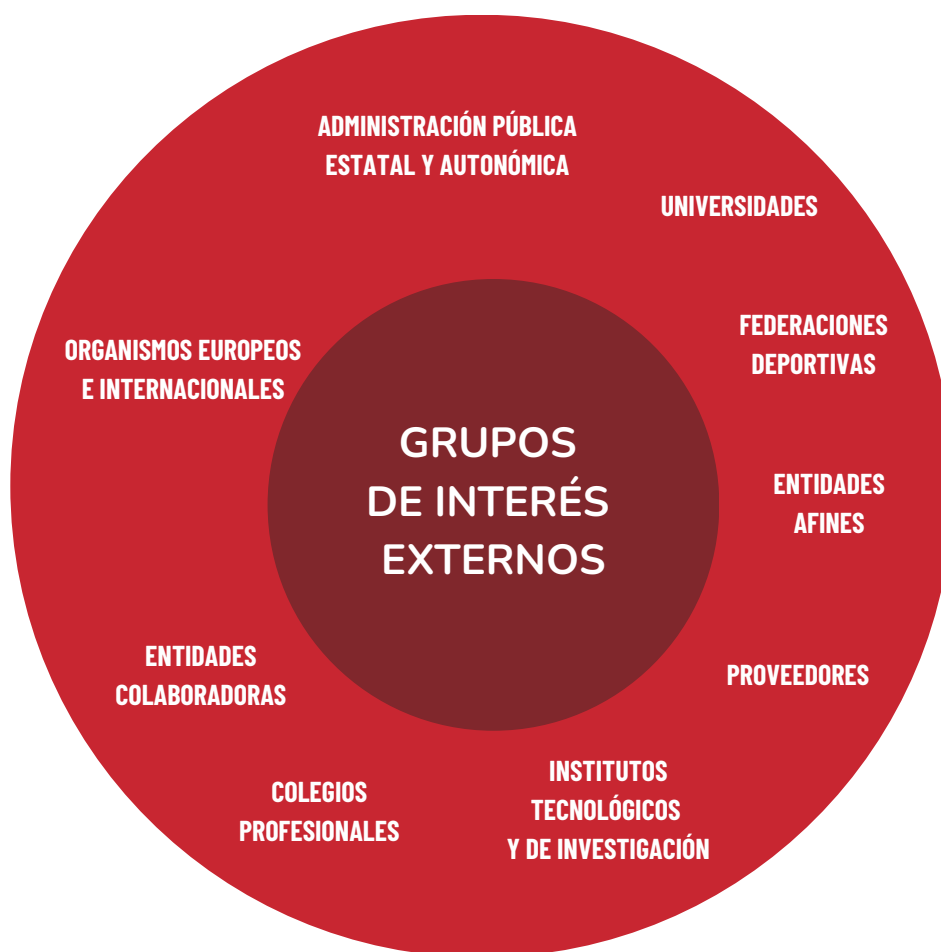 ADMINISTRACIÓN PÚBLICA
ESTATAL Y AUTONÓMICA
UNIVERSIDADES
FEDERACIONES
DEPORTIVAS
ORGANISMOS EUROPEOS
E INTERNACIONALES
GRUPOS
DE INTERÉS
EXTERNOS
ENTIDADES
AFINES
ENTIDADES
COLABORADORAS
PROVEEDORES
INSTITUTOS
TECNOLÓGICOS
Y DE INVESTIGACIÓN
COLEGIOS
PROFESIONALES